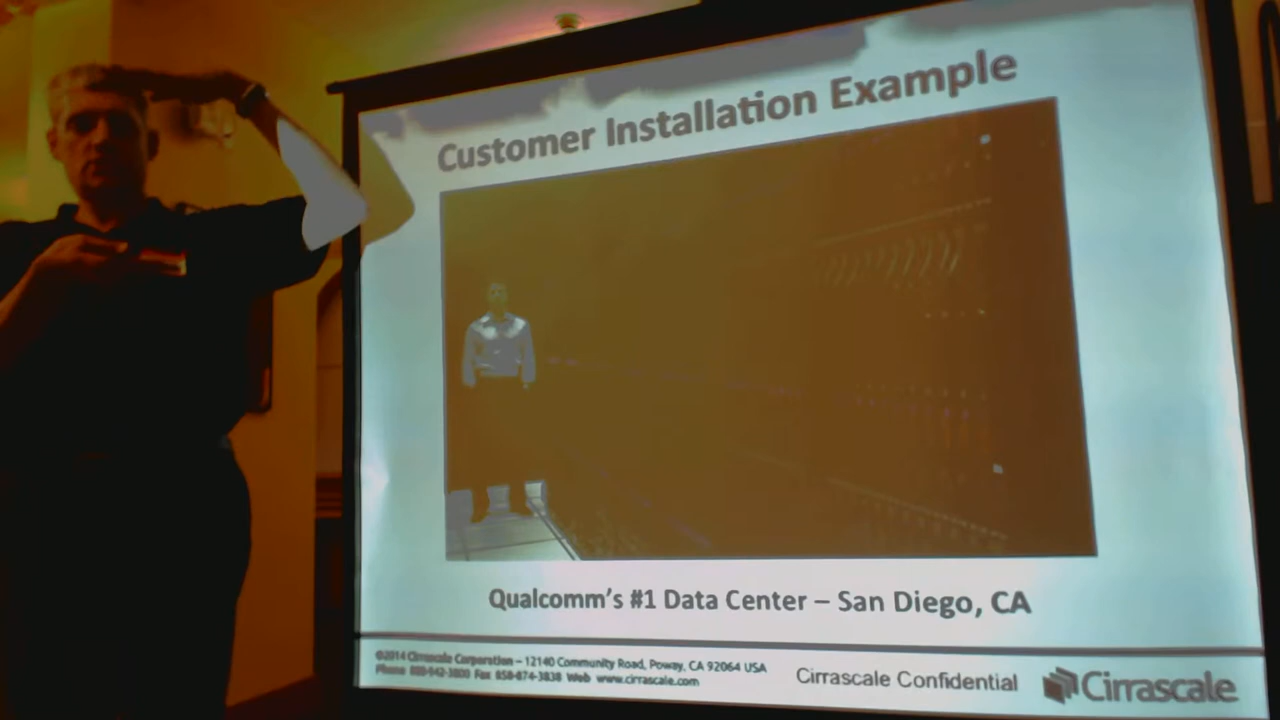 Customer Installation Example
Qualcomm's #1 Data Center – San Diego, CA
©2014 Cirrascale Corporation – 12140 Community Road, Poway, CA 92064 USA
Phone 888-942-3800 Fax 858-874-3838 Web www.cirrascale.com
Cirrascale Confidential
Cirrascale